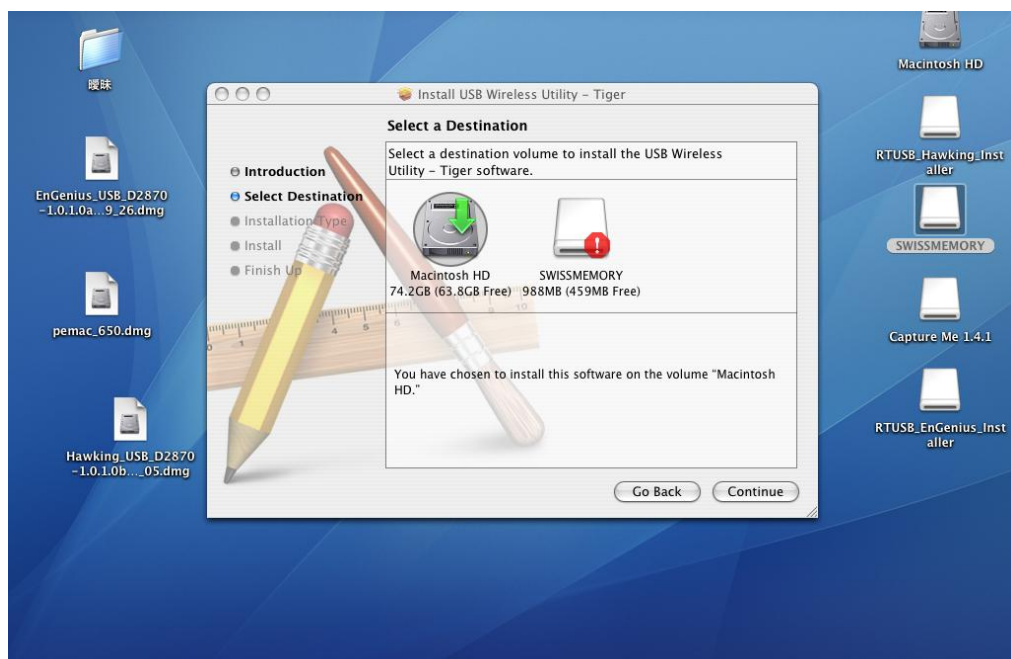 曖昧
EnGenius_USB_D2870
-1.0.1.0a...9_26.dmg
pemac_650.dmg
Hawking_USB_D2870
-1.0.1.0b..._05.dmg
Install USB Wireless Utility – Tiger
Select a Destination
Introduction
Select Destination
Installation Type
Install
Finish Up
Select a destination volume to install the USB Wireless
Utility – Tiger software.
Macintosh HD
74.2GB (63.8GB Free)
SWISSMEMORY
988MB (459MB Free)
You have chosen to install this software on the volume "Macintosh
HD."
Go Back
Continue
Macintosh HD
RTUSB_Hawking_Inst
aller
SWISSMEMORY
Capture Me 1.4.1
RTUSB_EnGenius_Inst
aller